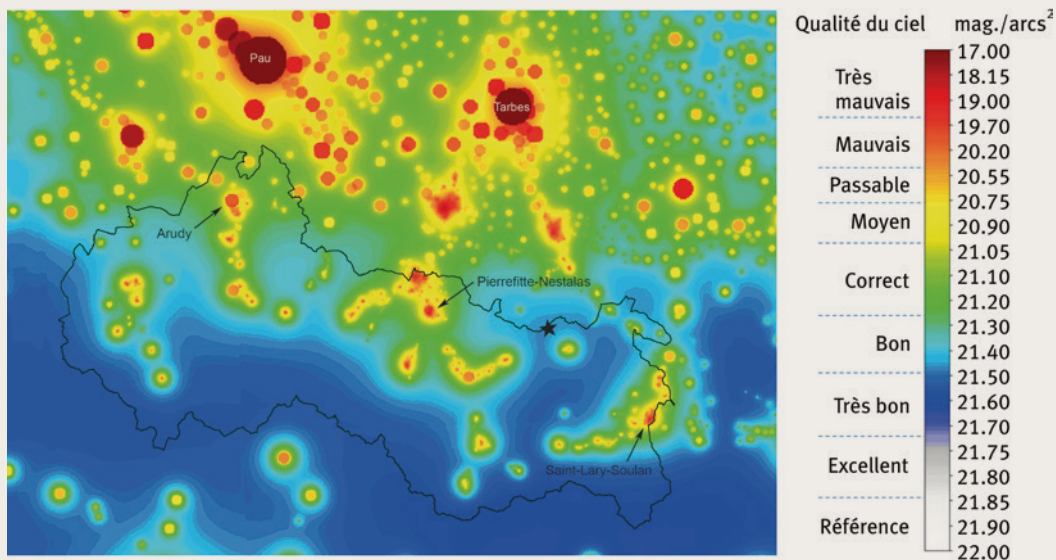 Pau
Tarbes
Arudy
Pierrefitte-Nestalas
Saint-Lary-Soulan
Qualité du ciel
mag./arcs²
Très
mauvais
Mauvais
Passable
Moyen
Correct
Bon
Très bon
Excellent
Référence
17.00
18.15
19.00
19.70
20.20
20.55
20.75
20.90
21.10
21.20
21.30
21.40
21.50
21.60
21.70
21.75
21.80
21.85
21.90
22.00